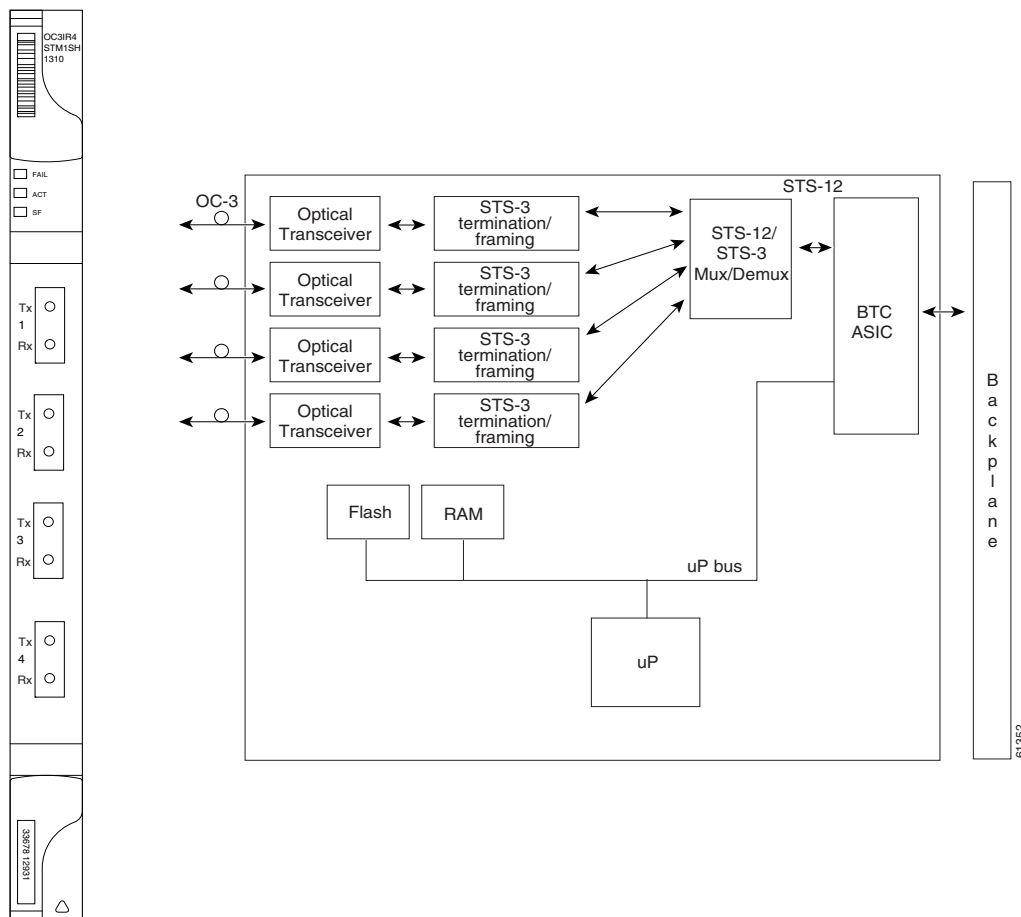 OC3IR4
STM1SH
1310
FAIL
ACT
SF
Tx
1
Rx
Tx
2
Rx
Tx
3
Rx
Tx
4
Rx
33678 12931
OC-3
STS-12
Optical
Transceiver
STS-3
termination/
framing
Optical
Transceiver
STS-3
termination/
framing
Optical
Transceiver
STS-3
termination/
framing
Optical
Transceiver
STS-3
termination/
framing
STS-12/
STS-3
Mux/Demux
BTC
ASIC
Flash
RAM
uP bus
uP
Backplane
61352